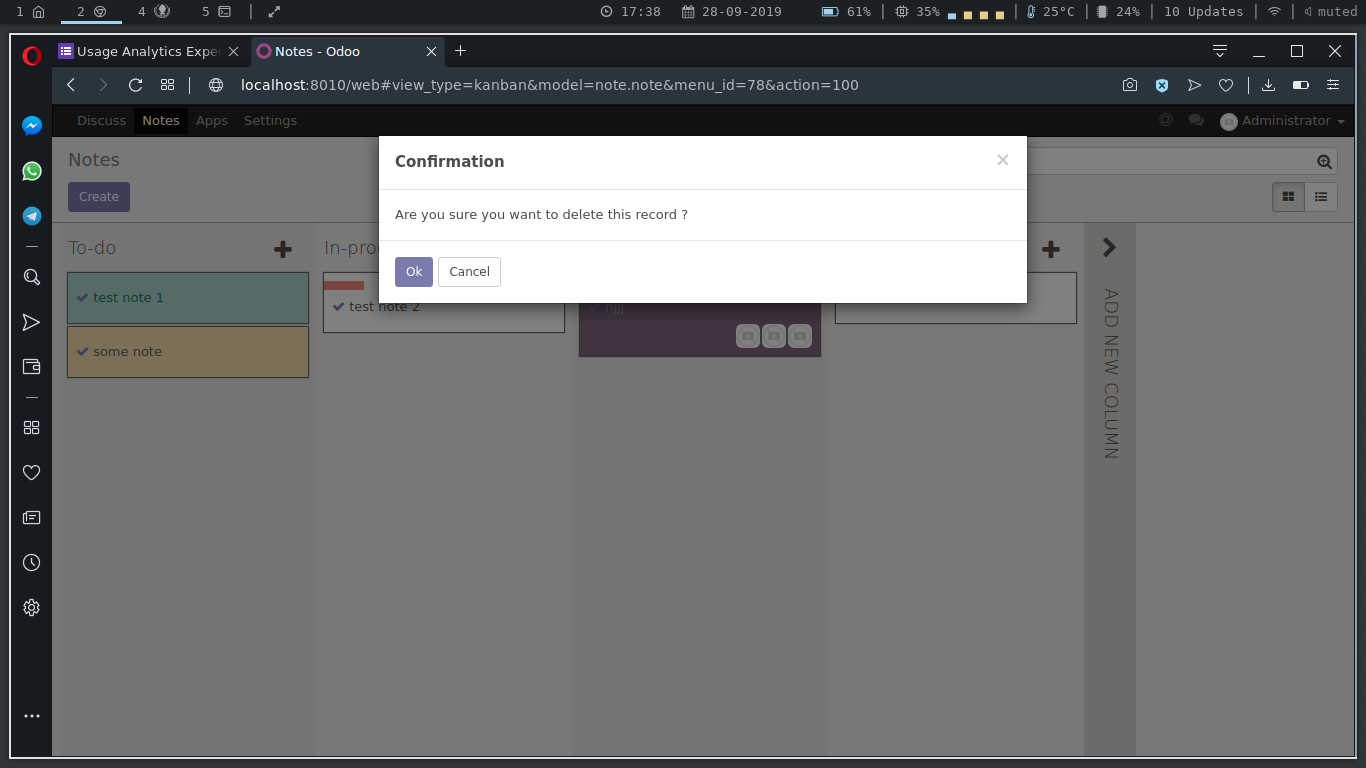 1 2 4 5 17:38 28-09-2019 61% 35% 25°C 24% 10 Updates muted
Usage Analytics Expe Notes - Odoo
localhost:8010/web#view_type=kanban&model=note.note&menu_id=78&action=100
Discuss Notes Apps Settings @ Administrator
Notes
Create
Confirmation
Are you sure you want to delete this record ?
Ok Cancel
To-do
In-pro
test note 1
some note
test note 2
ADD NEW COLUMN